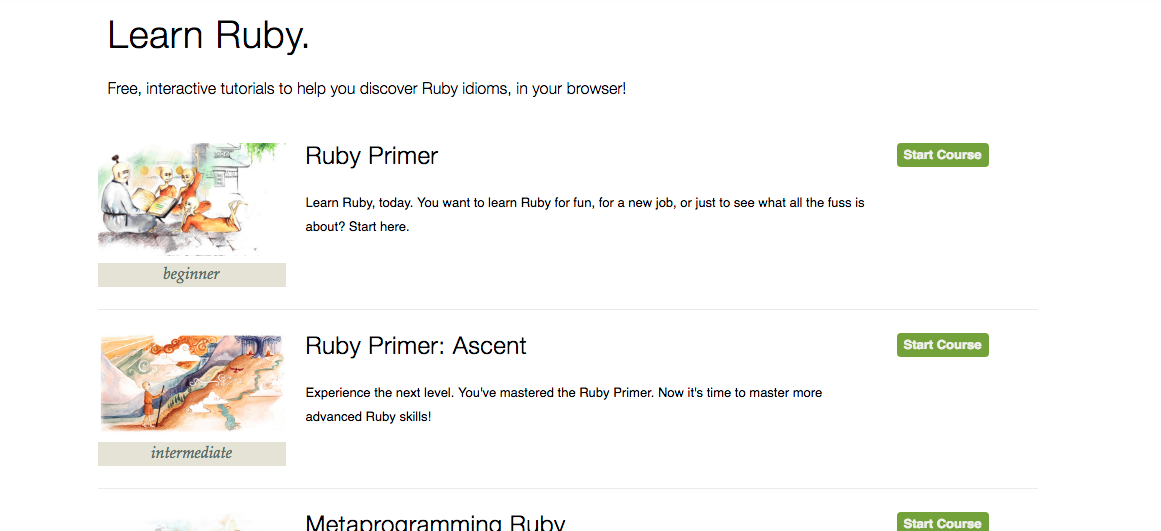 Learn Ruby.
Free, interactive tutorials to help you discover Ruby idioms, in your browser!
Ruby Primer
Start Course
Learn Ruby, today. You want to learn Ruby for fun, for a new job, or just to see what all the fuss is
about? Start here.
beginner
Ruby Primer: Ascent
Start Course
Experience the next level. You've mastered the Ruby Primer. Now it's time to master more
advanced Ruby skills!
intermediate
Metaprogramming Ruby
Start Course